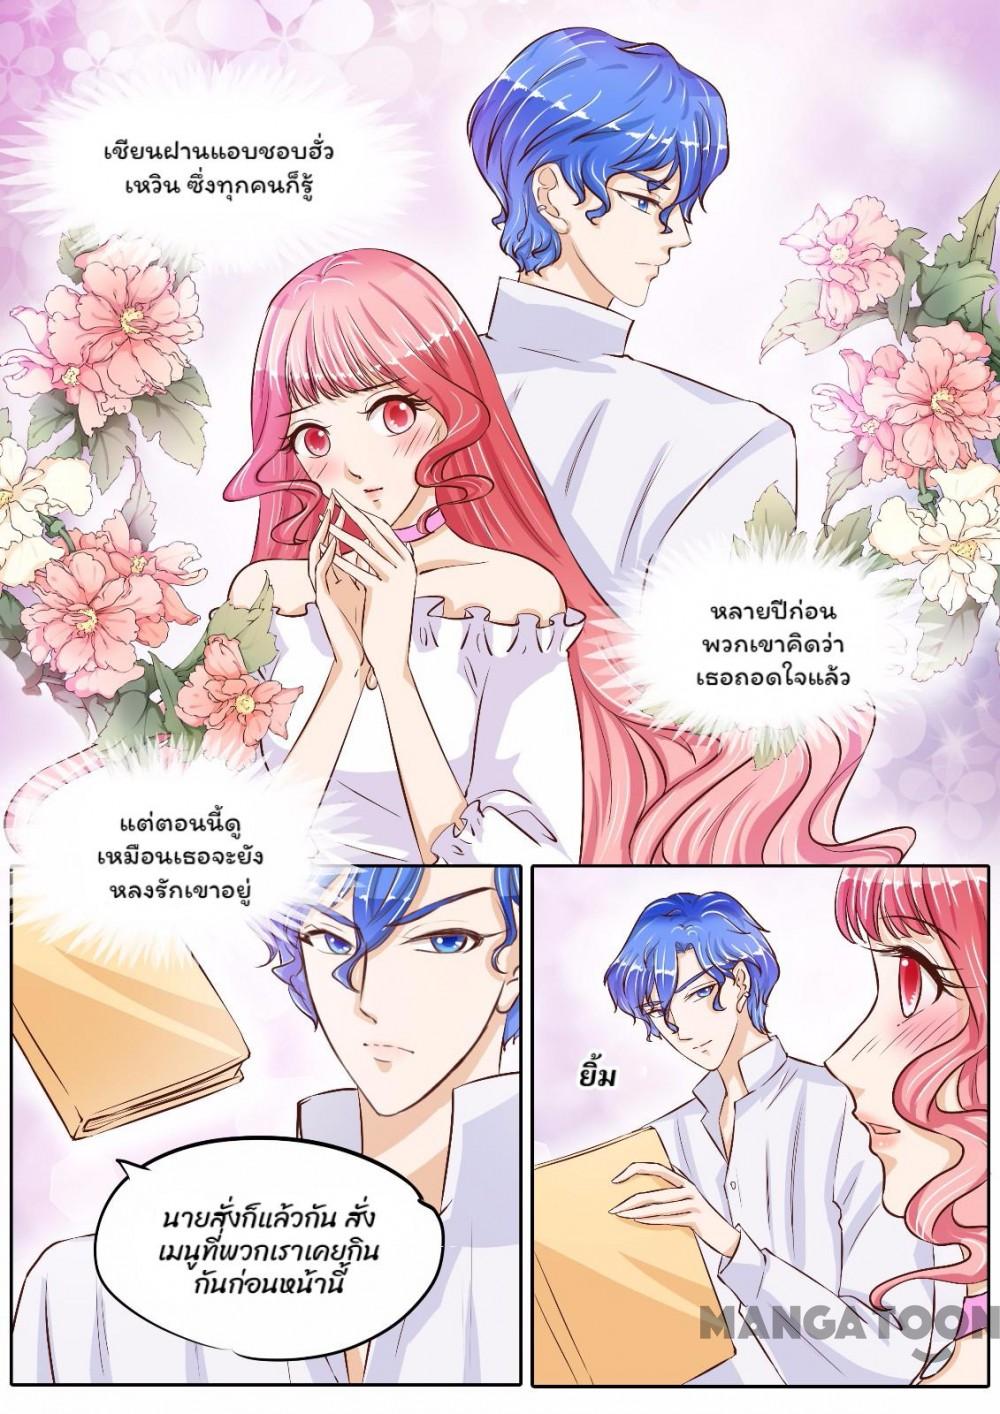 เชียนฝานแอบชอบฮั่ว
เหวิน ซึ่งทุกคนก็รู้
หลายปีก่อน
พวกเขาคิดว่า
เธอถอดใจแล้ว
แต่ตอนนี้ดู
เหมือนเธอจะยัง
หลงรักเขาอยู่
ยิ้ม
นายสั่งก็แล้วกัน สั่ง
เมนูที่พวกเราเคยกิน
กันก่อนหน้านี้
MANGATOON